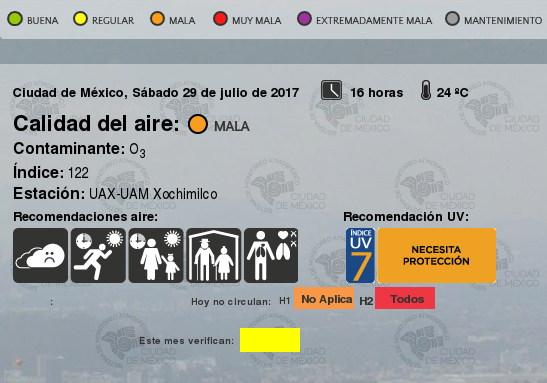 BUENA REGULAR MALA MUY MALA EXTREMADAMENTE MALA MANTENIMIENTO
Ciudad de México, Sábado 29 de julio de 2017 16 horas 24 ºC
Calidad del aire: MALA
Contaminante: O3
Índice: 122
Estación: UAX-UAM Xochimilco
Recomendaciones aire: Recomendación UV:
ÍNDICE
UV
7
NECESITA
PROTECCIÓN
: Hoy no circulan: H1 No Aplica H2 Todos
Este mes verifican: